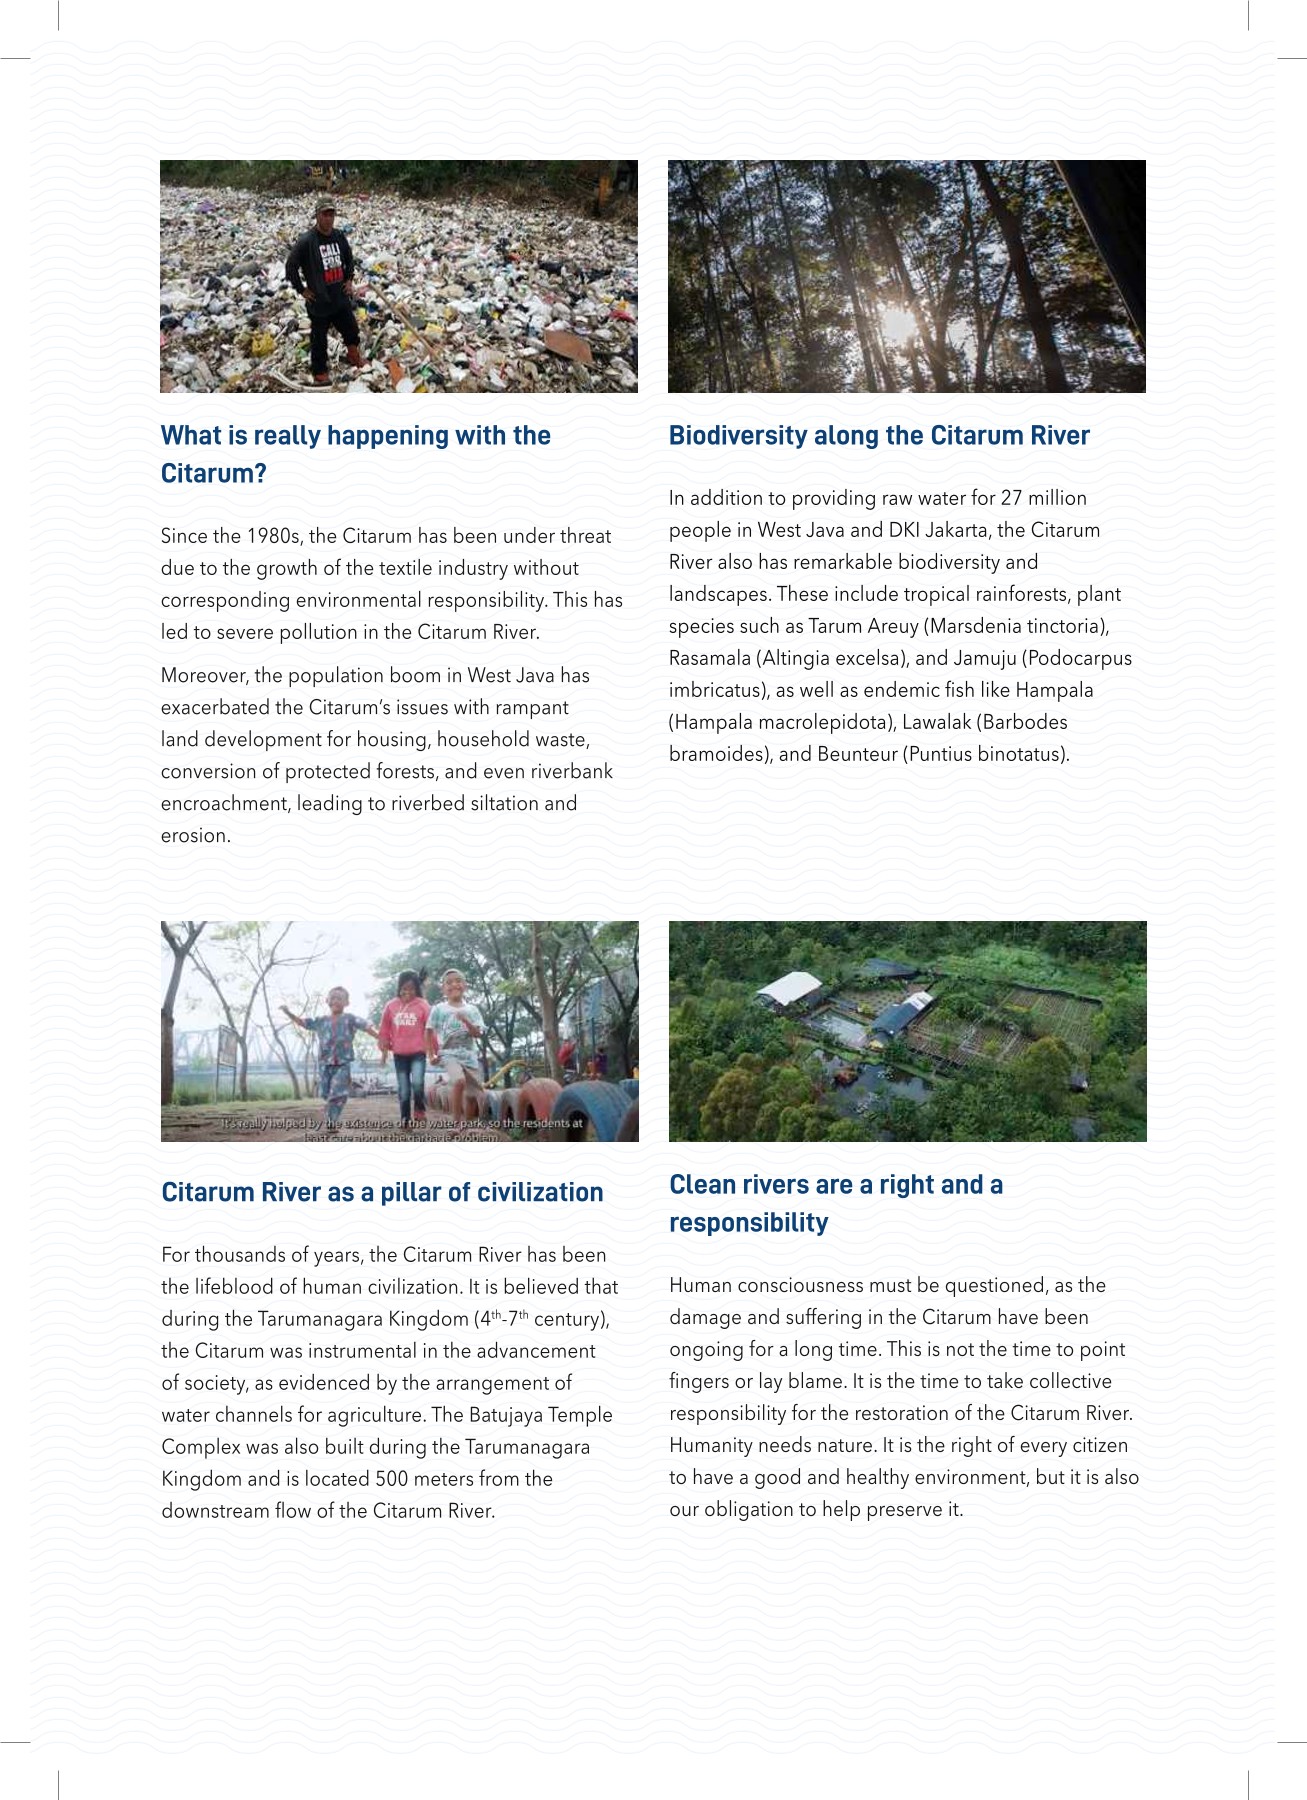 CALI
FOR
NIA
What is really happening with the
Citarum?
Since the 1980s, the Citarum has been under threat
due to the growth of the textile industry without
corresponding environmental responsibility. This has
led to severe pollution in the Citarum River.
Moreover, the population boom in West Java has
exacerbated the Citarum's issues with rampant
land development for housing, household waste,
conversion of protected forests, and even riverbank
encroachment, leading to riverbed siltation and
erosion.
Biodiversity along the Citarum River
In addition to providing raw water for 27 million
people in West Java and DKI Jakarta, the Citarum
River also has remarkable biodiversity and
landscapes. These include tropical rainforests, plant
species such as Tarum Areuy (Marsdenia tinctoria),
Rasamala (Altingia excelsa), and Jamuju (Podocarpus
imbricatus), as well as endemic fish like Hampala
(Hampala macrolepidota), Lawalak (Barbodes
bramoides), and Beunteur (Puntius binotatus).
STAR
WARS
It's really helped by the existence of the water park, so the residents at
least care about the garbage problem
Citarum River as a pillar of civilization
For thousands of years, the Citarum River has been
the lifeblood of human civilization. It is believed that
during the Tarumanagara Kingdom (4th-7th century),
the Citarum was instrumental in the advancement
of society, as evidenced by the arrangement of
water channels for agriculture. The Batujaya Temple
Complex was also built during the Tarumanagara
Kingdom and is located 500 meters from the
downstream flow of the Citarum River.
Clean rivers are a right and a
responsibility
Human consciousness must be questioned, as the
damage and suffering in the Citarum have been
ongoing for a long time. This is not the time to point
fingers or lay blame. It is the time to take collective
responsibility for the restoration of the Citarum River.
Humanity needs nature. It is the right of every citizen
to have a good and healthy environment, but it is also
our obligation to help preserve it.